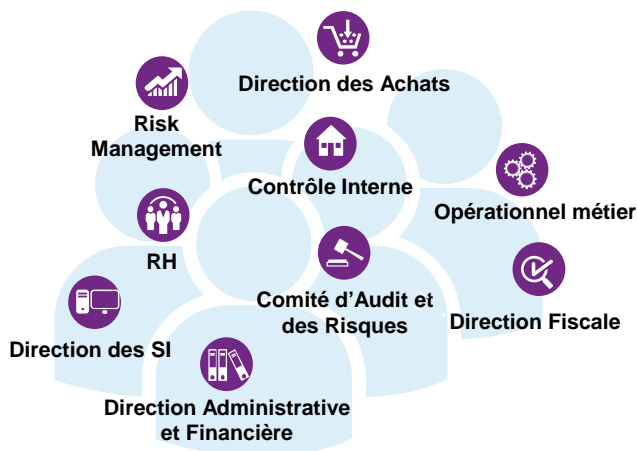 Direction des Achats
Risk
Management
Contrôle Interne
Opérationnel métier
RH
Comité d’Audit et
des Risques
Direction Fiscale
Direction des SI
Direction Administrative
et Financière